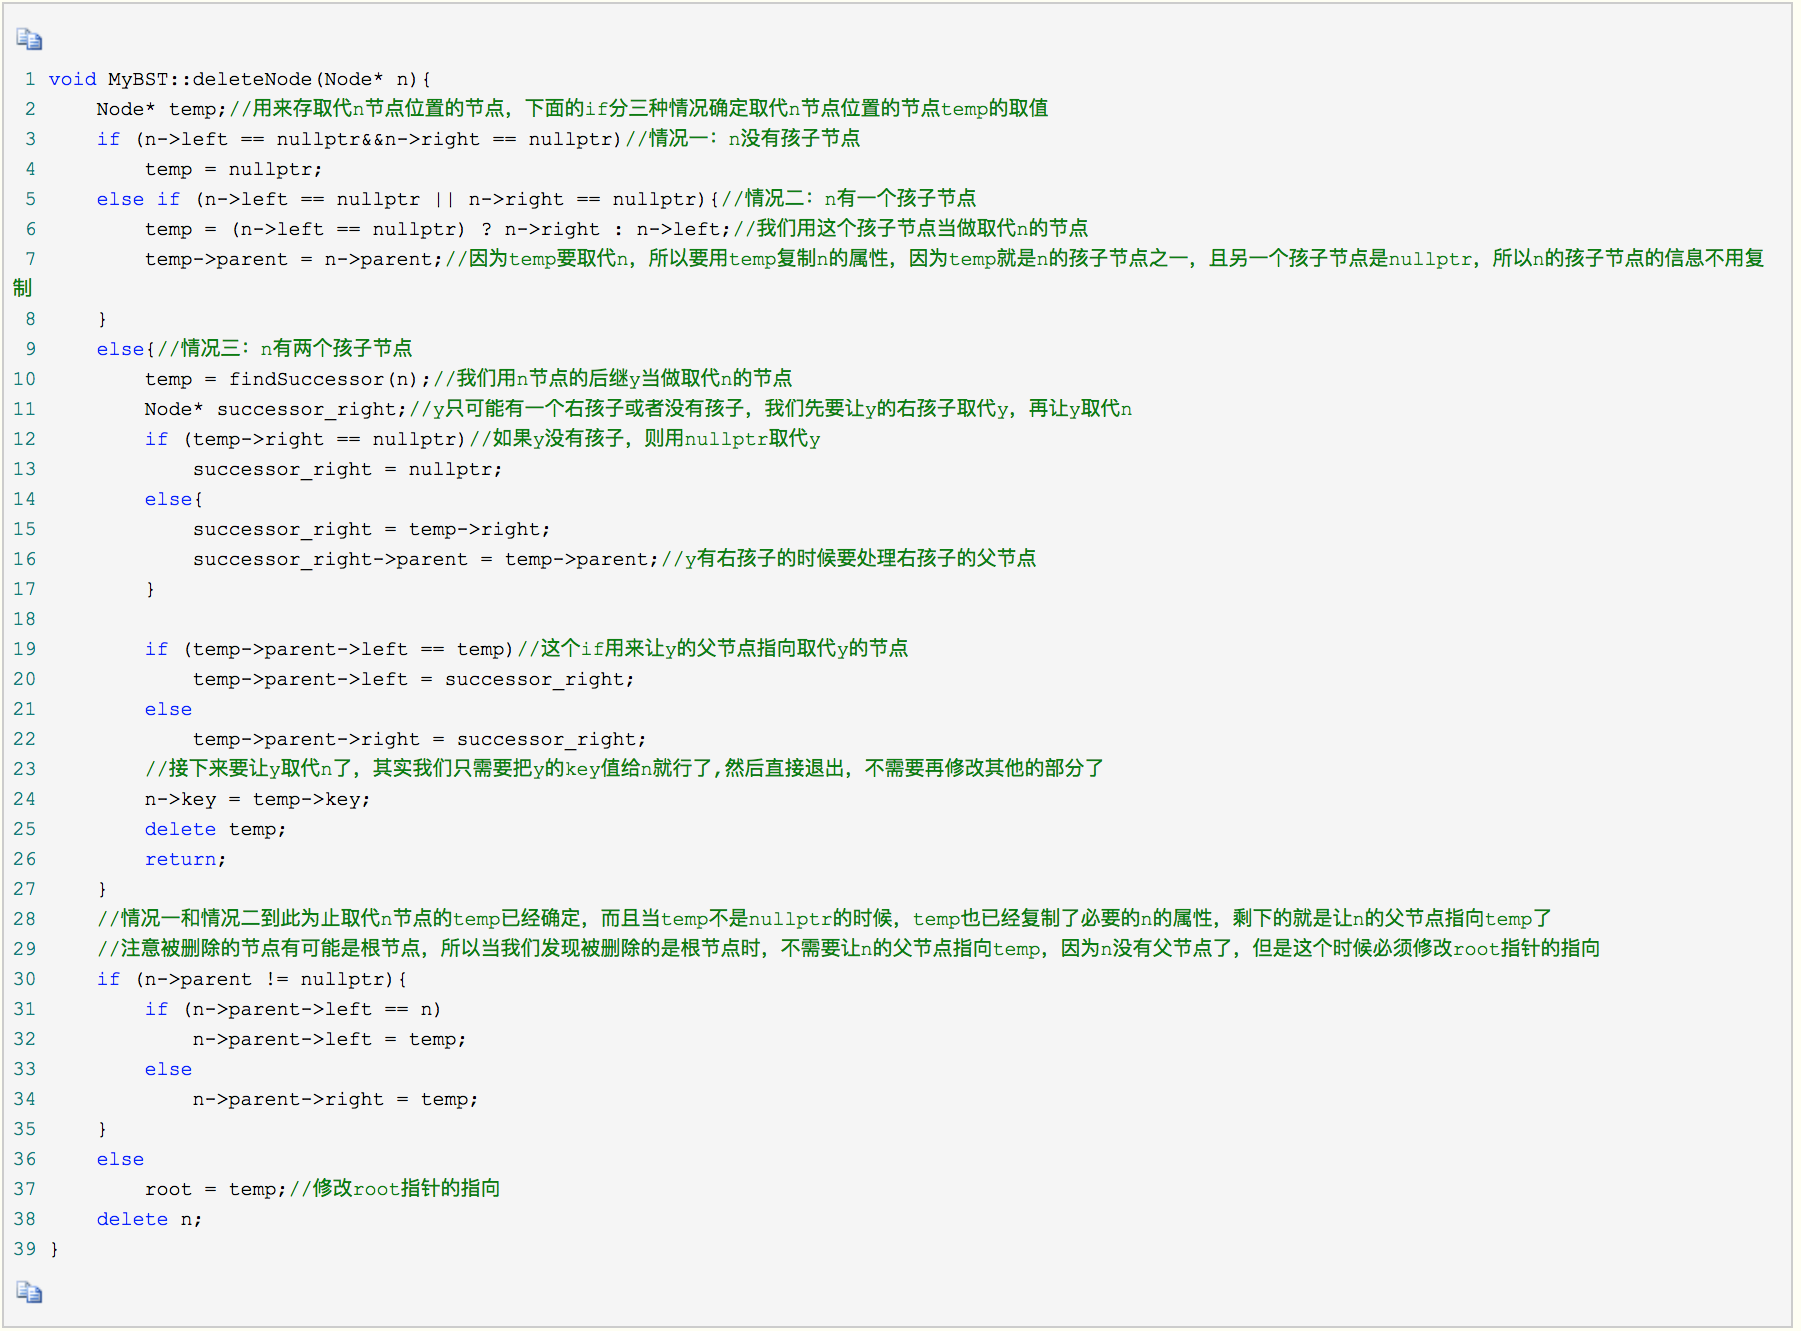 1 void MyBST::deleteNode(Node* n){
2     Node* temp;//用来存取代n节点位置的节点，下面的if分三种情况确定取代n节点位置的节点temp的取值
3     if (n->left == nullptr&&n->right == nullptr)//情况一：n没有孩子节点
4         temp = nullptr;
5     else if (n->left == nullptr || n->right == nullptr){//情况二：n有一个孩子节点
6         temp = (n->left == nullptr) ? n->right : n->left;//我们用这个孩子节点当做取代n的节点
7         temp->parent = n->parent;//因为temp要取代n，所以要用temp复制n的属性，因为temp就是n的孩子节点之一，且另一个孩子节点是nullptr，所以n的孩子节点的信息不用复
制
8     }
9     else{//情况三：n有两个孩子节点
10         temp = findSuccessor(n);//我们用n节点的后继y当做取代n的节点
11         Node* successor_right;//y只可能有一个右孩子或者没有孩子，我们先要让y的右孩子取代y，再让y取代n
12         if (temp->right == nullptr)//如果y没有孩子，则用nullptr取代y
13             successor_right = nullptr;
14         else{
15             successor_right = temp->right;
16             successor_right->parent = temp->parent;//y有右孩子的时候要处理右孩子的父节点
17         }
18
19         if (temp->parent->left == temp)//这个if用来让y的父节点指向取代y的节点
20             temp->parent->left = successor_right;
21         else
22             temp->parent->right = successor_right;
23         //接下来要让y取代n了，其实我们只需要把y的key值给n就行了,然后直接退出，不需要再修改其他的部分了
24         n->key = temp->key;
25         delete temp;
26         return;
27     }
28     //情况一和情况二到此为止取代n节点的temp已经确定，而且当temp不是nullptr的时候，temp也已经复制了必要的n的属性，剩下的就是让n的父节点指向temp了
29     //注意被删除的节点有可能是根节点，所以当我们发现被删除的是根节点时，不需要让n的父节点指向temp，因为n没有父节点了，但是这个时候必须修改root指针的指向
30     if (n->parent != nullptr){
31         if (n->parent->left == n)
32             n->parent->left = temp;
33         else
34             n->parent->right = temp;
35     }
36     else
37         root = temp;//修改root指针的指向
38     delete n;
39 }